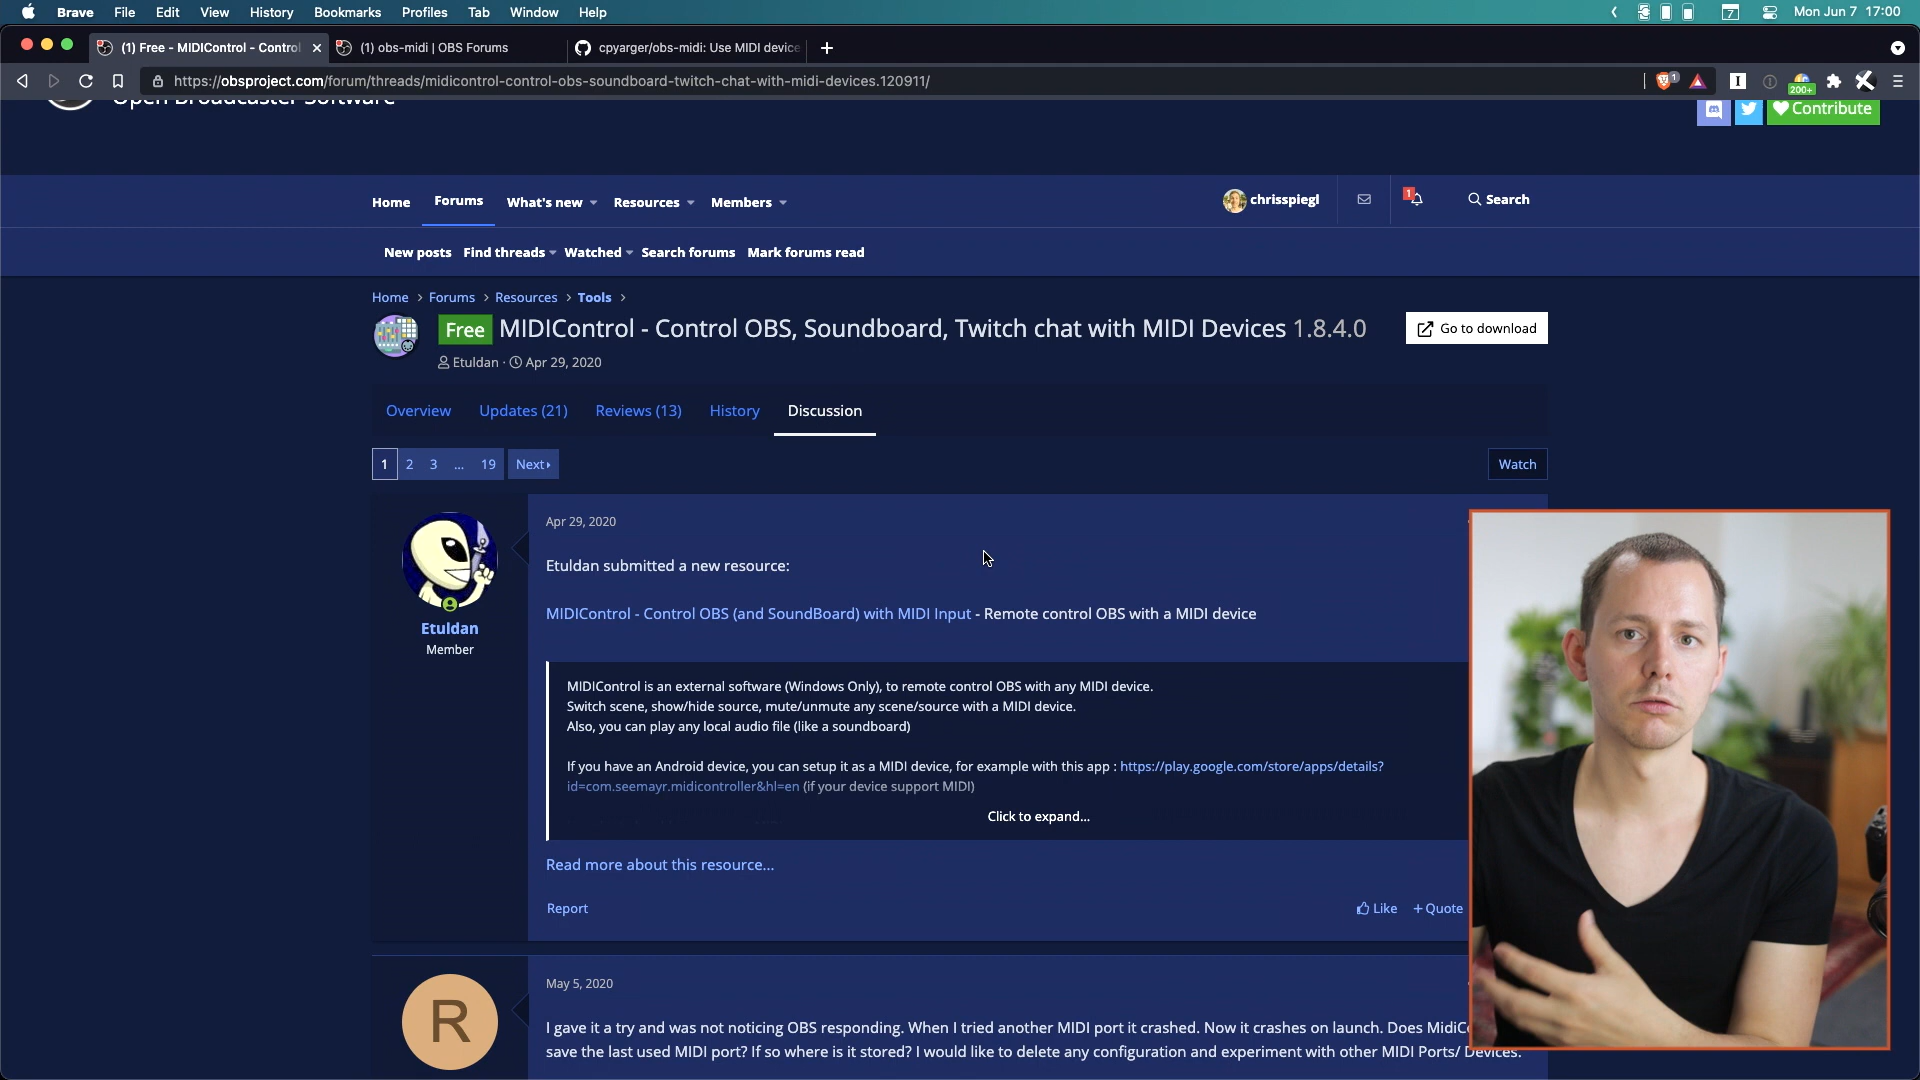 Brave File Edit View History Bookmarks Profiles Tab Window Help
7 Mon Jun 7 17:00
(1) Free - MIDIControl - Contro
(1) obs-midi | OBS Forums
cpyarger/obs-midi: Use MIDI device
https://obsproject.com/forum/threads/midicontrol-control-obs-soundboard-twitch-chat-with-midi-devices.120911/
1
200+
Open Broadcaster Software
Contribute
Home Forums What's new Resources Members
chrisspiegl 1 Search
New posts Find threads Watched Search forums Mark forums read
Home › Forums › Resources › Tools ›
Free MIDIControl - Control OBS, Soundboard, Twitch chat with MIDI Devices 1.8.4.0
Go to download
Etuldan · Apr 29, 2020
Overview Updates (21) Reviews (13) History Discussion
1 2 3 ... 19 Next
Watch
Apr 29, 2020
Etuldan submitted a new resource:
MIDIControl - Control OBS (and SoundBoard) with MIDI Input - Remote control OBS with a MIDI device
Etuldan
Member
MIDIControl is an external software (Windows Only), to remote control OBS with any MIDI device.
Switch scene, show/hide source, mute/unmute any scene/source with a MIDI device.
Also, you can play any local audio file (like a soundboard)
If you have an Android device, you can setup it as a MIDI device, for example with this app : https://play.google.com/store/apps/details?
id=com.seemayr.midicontroller&hl=en (if your device support MIDI)
Click to expand...
Read more about this resource...
Report
Like +Quote
R
May 5, 2020
I gave it a try and was not noticing OBS responding. When I tried another MIDI port it crashed. Now it crashes on launch. Does MidiC
save the last used MIDI port? If so where is it stored? I would like to delete any configuration and experiment with other MIDI Ports/ Devices.